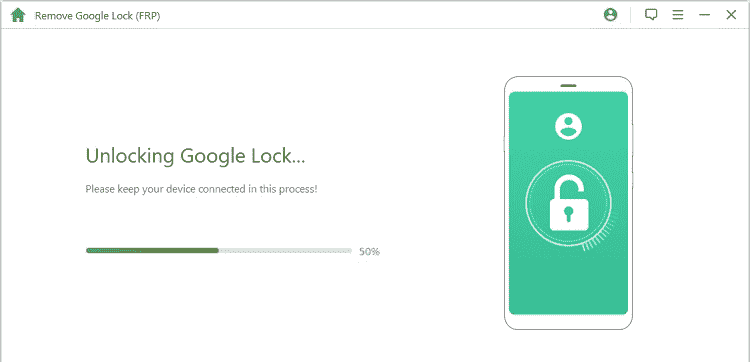 Remove Google Lock (FRP)
Unlocking Google Lock...
Please keep your device connected in this process!
50%